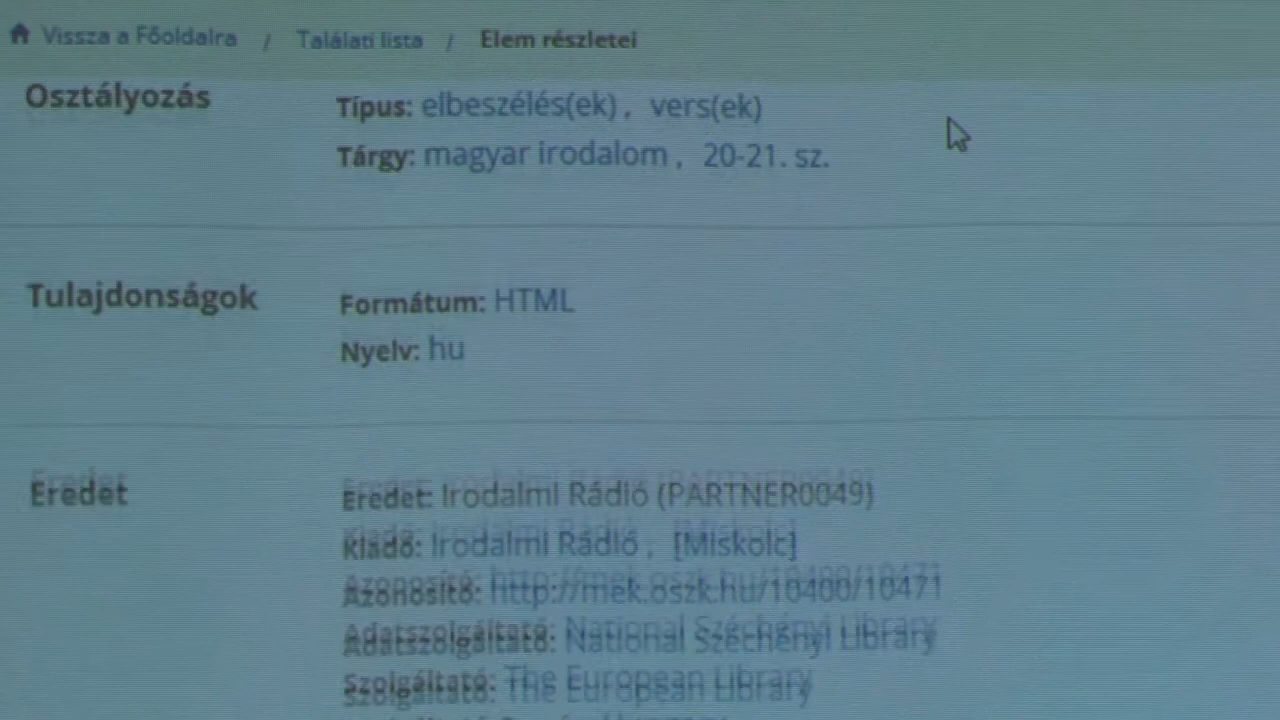 Vissza a Főoldalra / Találati lista / Elem részletei
Osztályozás
Típus: elbeszélés(ek) , vers(ek)
Tárgy: magyar irodalom , 20-21. sz.
Tulajdonságok
Formátum: HTML
Nyelv: hu
Eredet
Eredet: Irodalmi Rádió (PARTNER0049)
Kiadó: Irodalmi Rádió , [Miskolc]
Azonosító: http://mek.oszk.hu/10400/10471
Adatszolgáltató: National Széchényi Library
Szolgáltató: The European Library